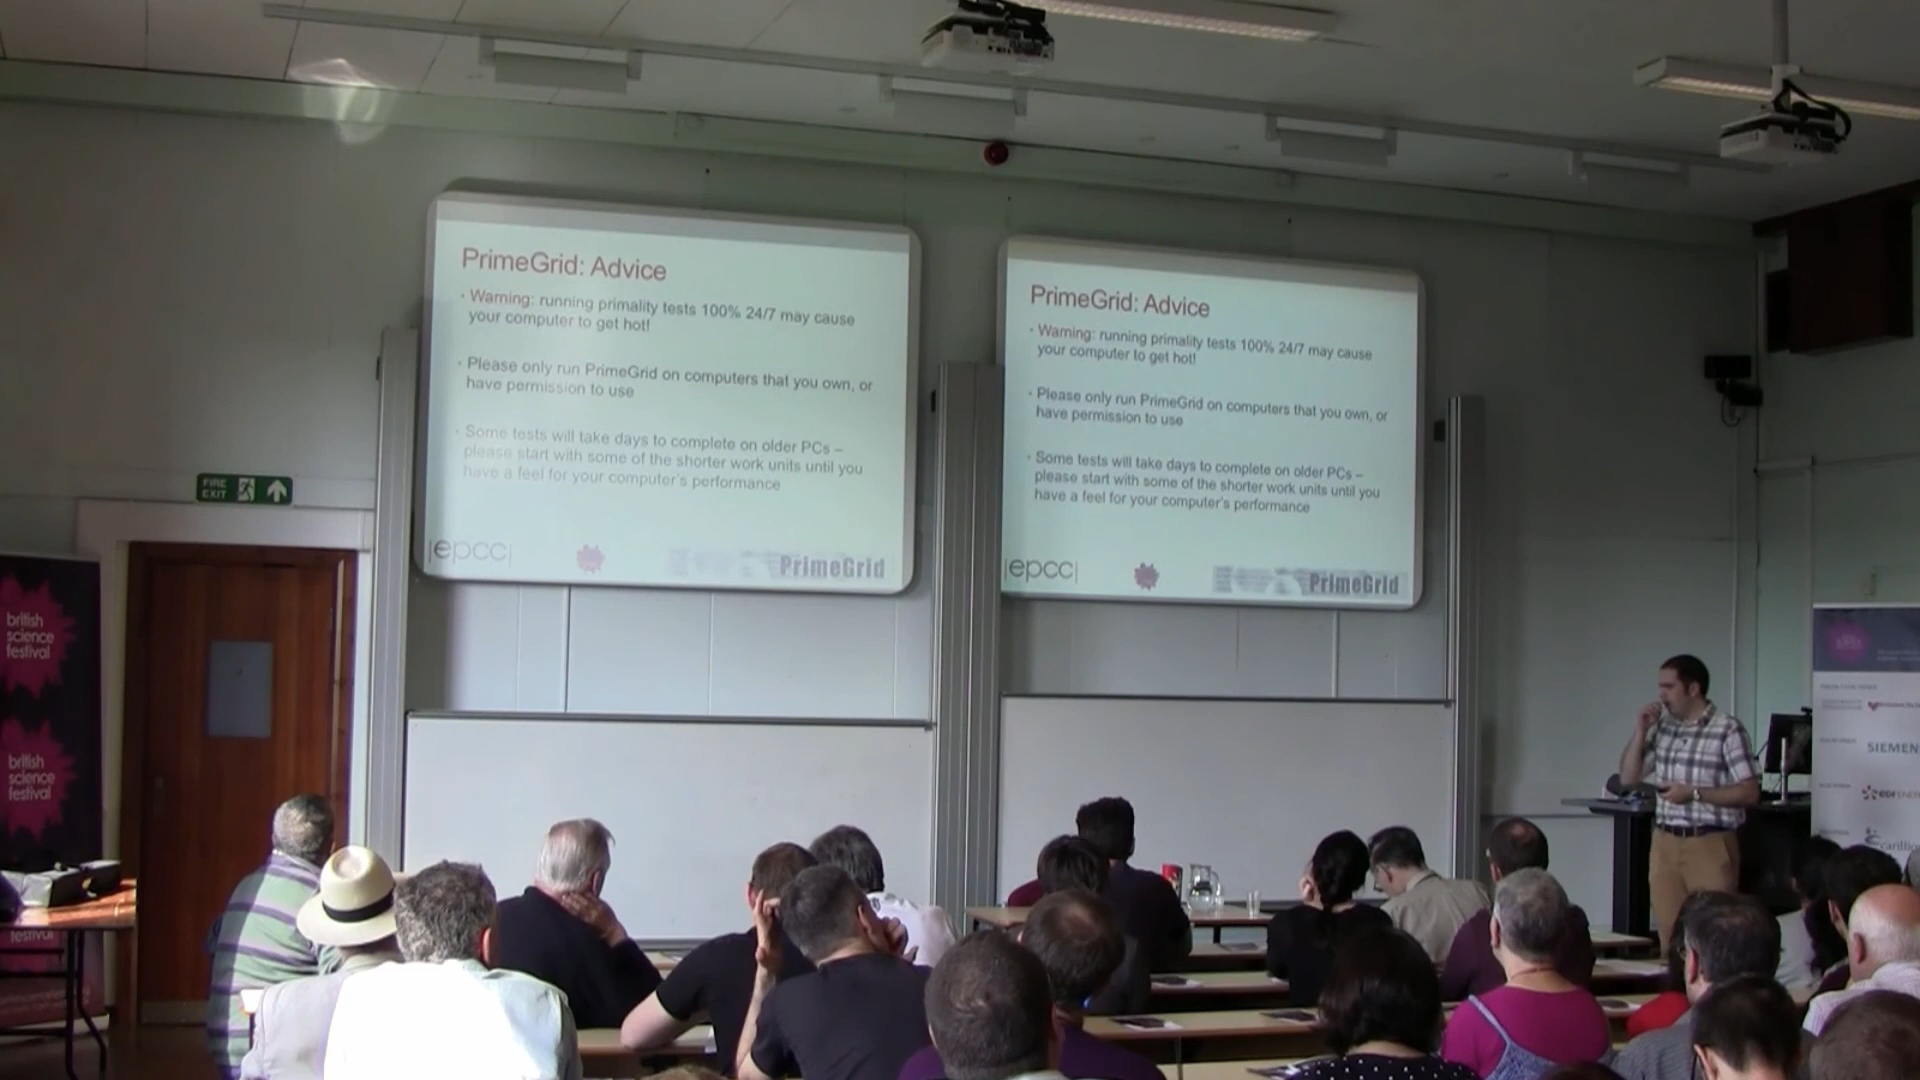 PrimeGrid: Advice
Warning: running primality tests 100% 24/7 may cause
your computer to get hot!
Please only run PrimeGrid on computers that you own, or
have permission to use
Some tests will take days to complete on older PCs –
please start with some of the shorter work units until you
have a feel for your computer's performance
|epcc|
PrimeGrid
PrimeGrid: Advice
Warning: running primality tests 100% 24/7 may cause
your computer to get hot!
Please only run PrimeGrid on computers that you own, or
have permission to use
Some tests will take days to complete on older PCs –
please start with some of the shorter work units until you
have a feel for your computer's performance
|epcc|
PrimeGrid
FIRE
EXIT
british
science
festival
british
science
festival
festival
SIEMEN
EDF ENER
carillio